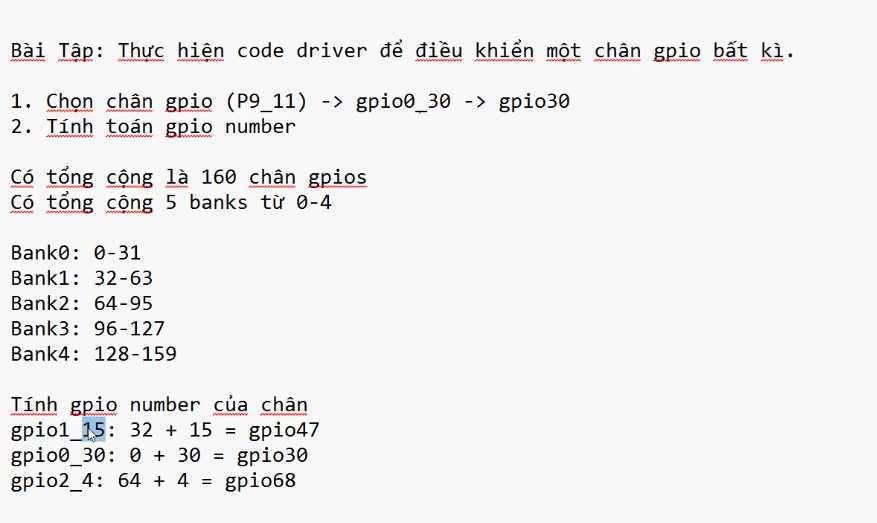 Bài Tập: Thực hiện code driver để điều khiển một chân gpio bất kì.
1. Chọn chân gpio (P9_11) -> gpio0_30 -> gpio30
2. Tính toán gpio number
Có tổng cộng là 160 chân gpios
Có tổng cộng 5 banks từ 0-4
Bank0: 0-31
Bank1: 32-63
Bank2: 64-95
Bank3: 96-127
Bank4: 128-159
Tính gpio number của chân
gpio1_15: 32 + 15 = gpio47
gpio0_30: 0 + 30 = gpio30
gpio2_4: 64 + 4 = gpio68